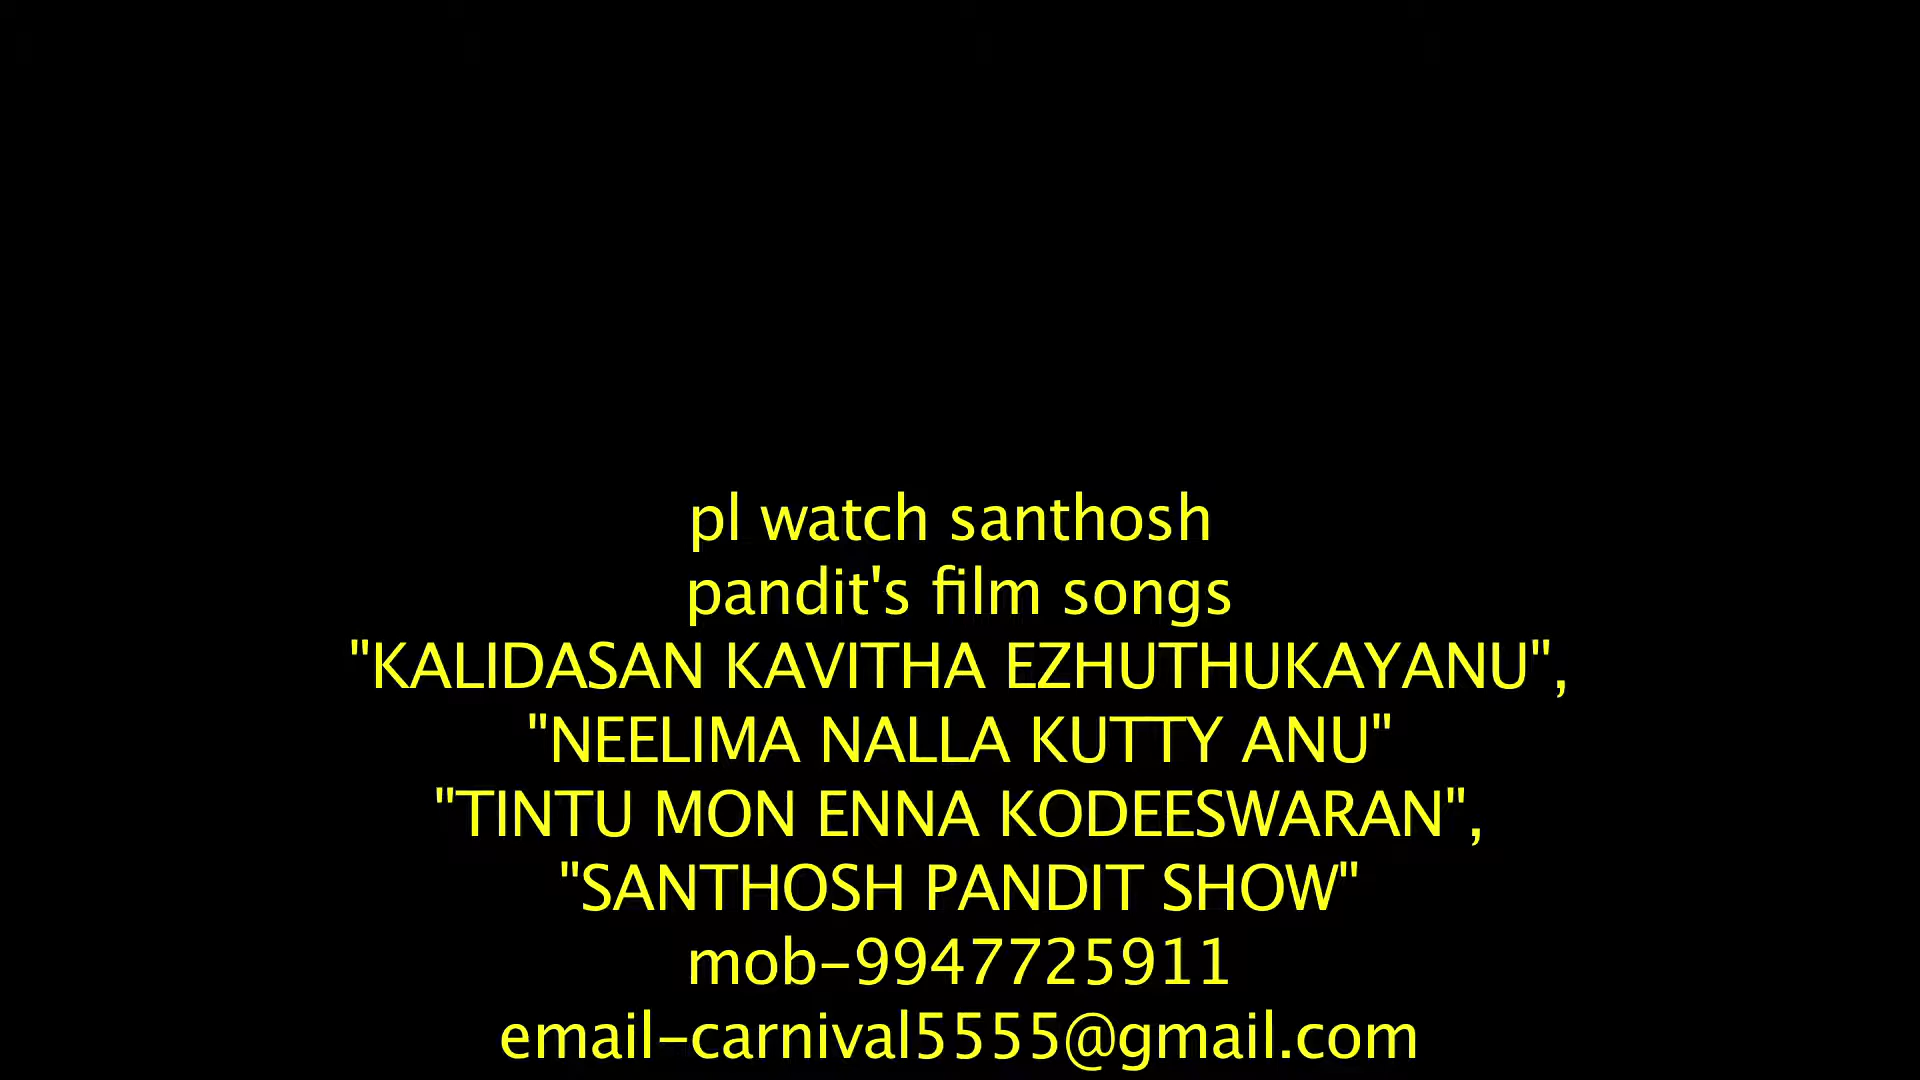 pl watch santhosh
pandit's film songs
"KALIDASAN KAVITHA EZHUTHUKAYANU",
"NEELIMA NALLA KUTTY ANU"
"TINTU MON ENNA KODEESWARAN",
"SANTHOSH PANDIT SHOW"
mob-9947725911
email-carnival5555@gmail.com